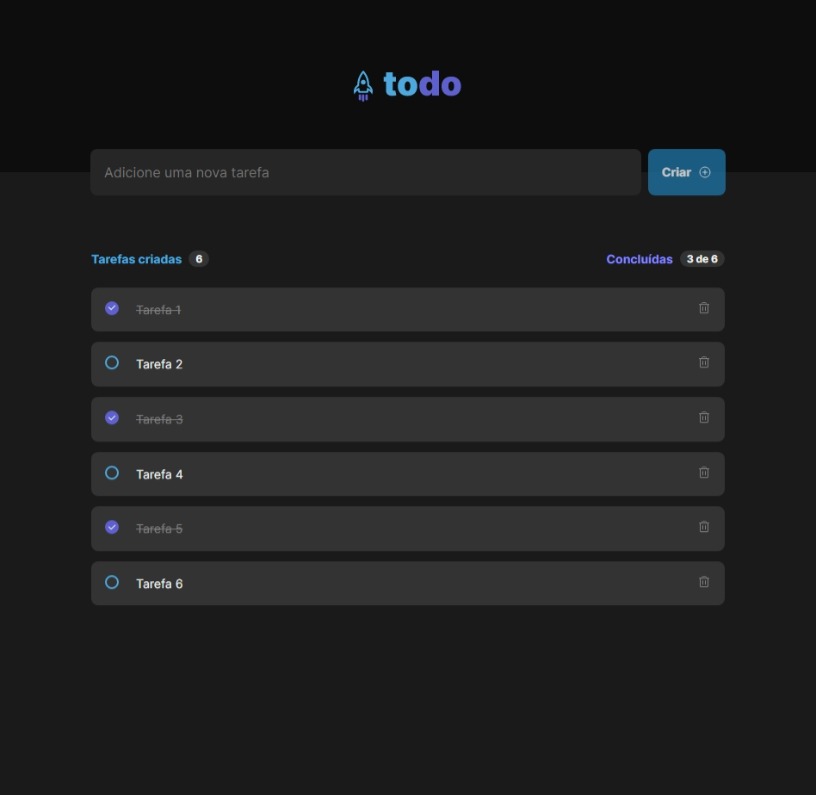 todo
Adicione uma nova tarefa
Criar
Tarefas criadas 6
Concluídas 3 de 6
Tarefa 1
Tarefa 2
Tarefa 3
Tarefa 4
Tarefa 5
Tarefa 6